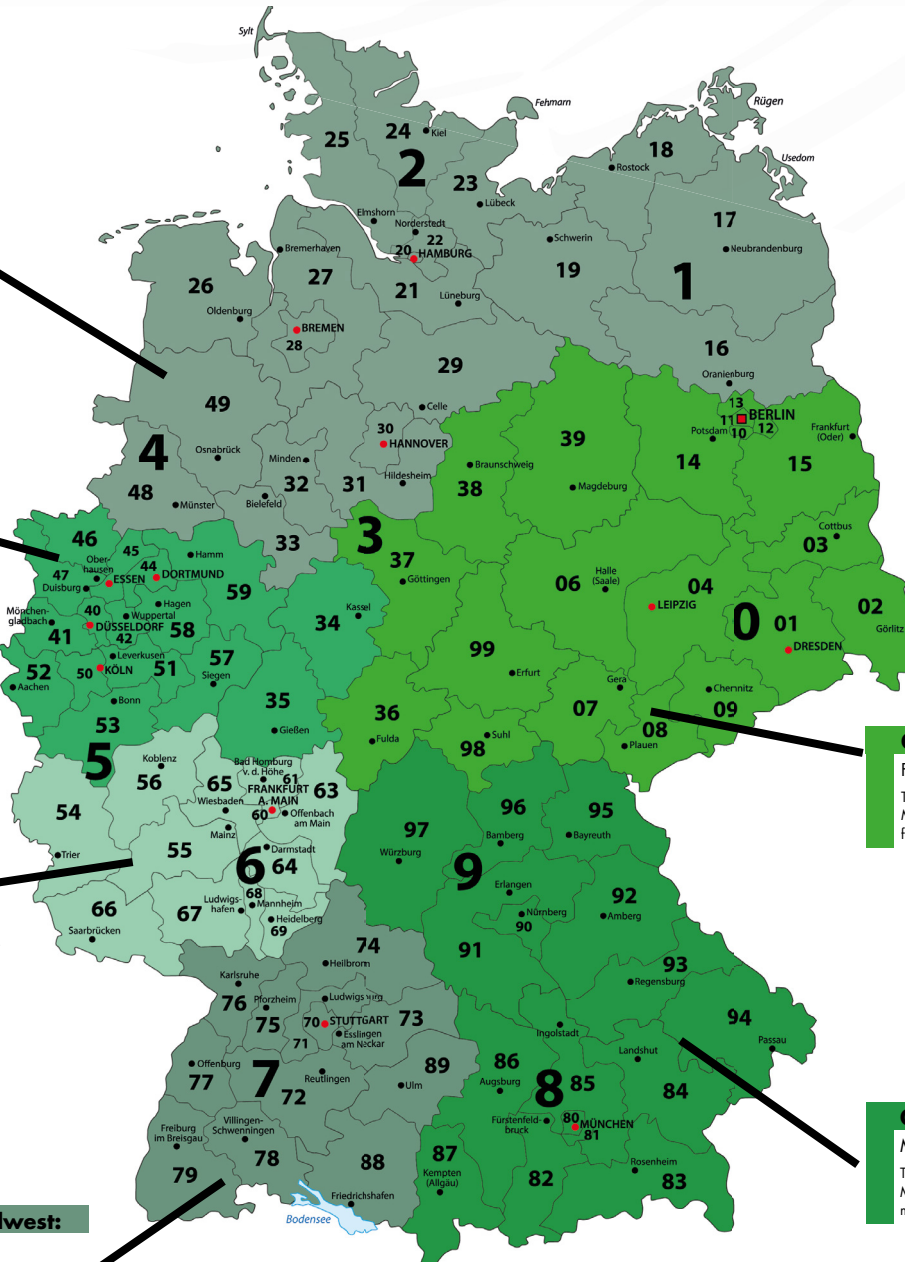 Sylt
Fehmarn
Rügen
Usedom
25
24
Kiel
2
23
18
Rostock
Lübeck
17
Elmshorn
Norderstedt
22
20
HAMBURG
Schwerin
19
Neubrandenburg
1
Bremerhaven
27
26
21
Lüneburg
Oldenburg
BREMEN
28
29
16
Oranienburg
Celle
49
30
HANNOVER
13
BERLIN
11
10
12
Potsdam
Frankfurt
(Oder)
4
Osnabrück
Minden
39
14
15
48
Münster
32
Bielefeld
31
Hildesheim
38
Braunschweig
Magdeburg
33
3
37
Göttingen
Cottbus
03
46
45
Ober-
hausen
44
Hamm
47
Duisburg
ESSEN
DORTMUND
59
06
Halle
(Saale)
04
LEIPZIG
02
Görlitz
Mönchen-
gladbach
40
Hagen
Wuppertal
DÜSSELDORF
41
42
58
34
Kassel
0
01
DRESDEN
52
Aachen
50
KÖLN
Leverkusen
51
57
Siegen
99
Erfurt
Gera
Chemnitz
09
53
Bonn
5
35
Gießen
36
Fulda
98
Suhl
07
08
Plauen
Koblenz
56
65
Bad Homburg
v. d. Höhe
61
63
FRANKFURT
A. MAIN
Wiesbaden
60
Offenbach
am Main
54
Mainz
Trier
55
6
Darmstadt
64
97
Würzburg
96
Bamberg
95
Bayreuth
9
66
Saarbrücken
67
Ludwigs-
hafen
68
Mannheim
Heidelberg
69
Erlangen
Nürnberg
90
92
Amberg
74
Heilbronn
91
93
Regensburg
Karlsruhe
76
Pforzheim
75
Ludwigsburg
70
STUTTGART
71
Esslingen
am Neckar
73
94
Passau
Ingolstadt
Landshut
Offenburg
77
7
72
Reutlingen
89
Ulm
86
Augsburg
8
85
84
Fürstenfeld-
bruck
80
MÜNCHEN
81
Freiburg
im Breisgau
Villingen-
Schwenningen
79
78
88
87
Kempten
(Allgäu)
82
Rosenheim
83
Friedrichshafen
Bodensee